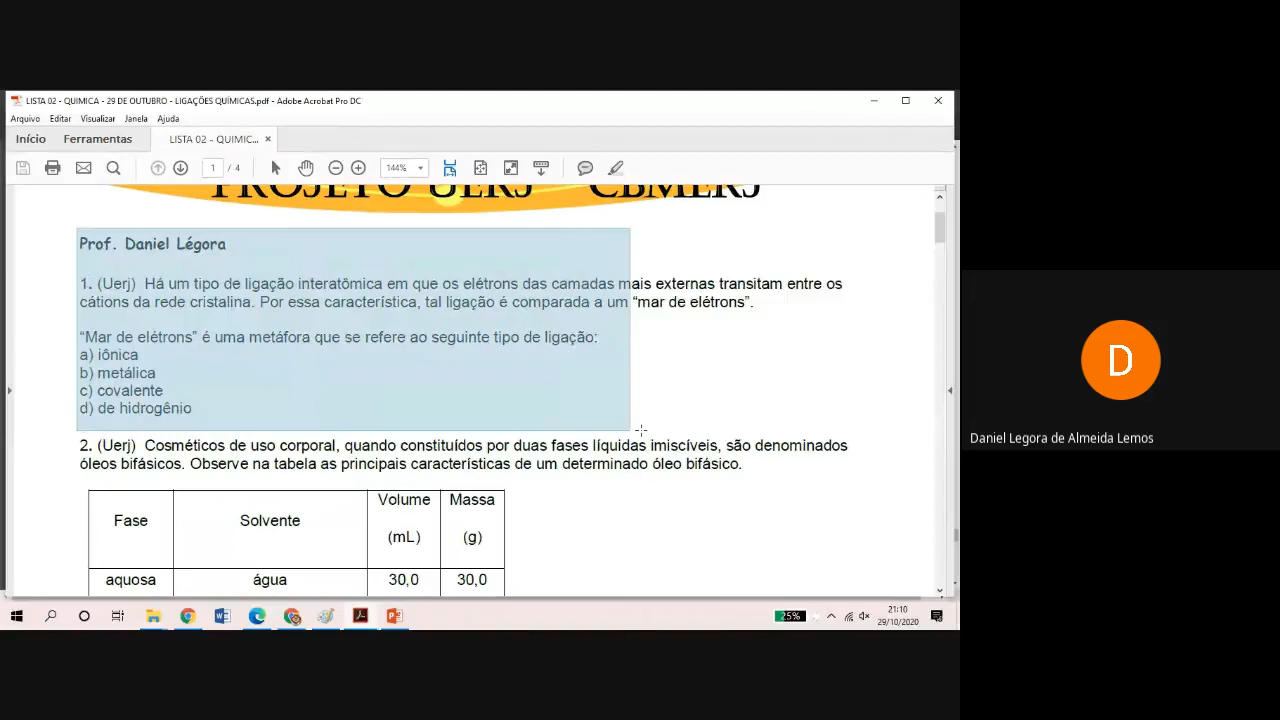 LISTA 02 - QUIMICA - 29 DE OUTUBRO - LIGAÇÕES QUÍMICAS.pdf - Adobe Acrobat Pro DC
Arquivo Editar Visualizar Janela Ajuda
Início Ferramentas LISTA 02 - QUIMIC... ×
1 / 4 144%
PROJETO UERJ – CBMERJ
Prof. Daniel Légora
1. (Uerj) Há um tipo de ligação interatômica em que os elétrons das camadas mais externas transitam entre os
cátions da rede cristalina. Por essa característica, tal ligação é comparada a um “mar de elétrons”.
“Mar de elétrons” é uma metáfora que se refere ao seguinte tipo de ligação:
a) iônica
b) metálica
c) covalente
d) de hidrogênio
2. (Uerj) Cosméticos de uso corporal, quando constituídos por duas fases líquidas imiscíveis, são denominados
óleos bifásicos. Observe na tabela as principais características de um determinado óleo bifásico.
Fase Solvente Volume (mL) Massa (g)
aquosa água 30,0 30,0
25% 21:10
29/10/2020
D
Daniel Legora de Almeida Lemos